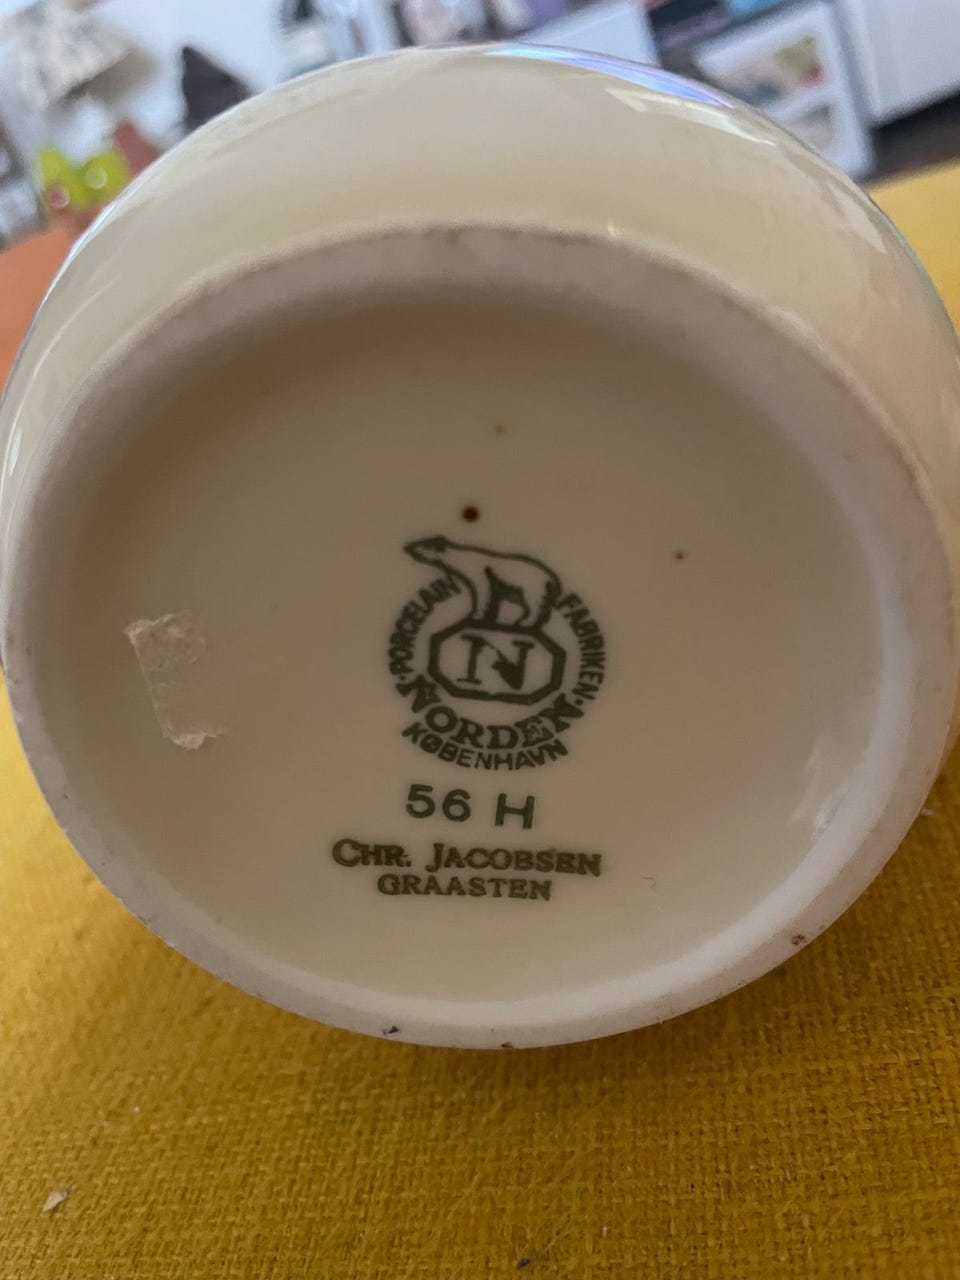 PORCELAIN FABRIKEN
N
NORDEN
KØBENHAVN
56 H
CHR. JACOBSEN
GRAASTEN